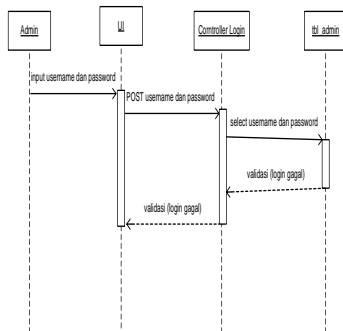 Admin
UI
Comtroller Login
tbl_admin
input username dan password
POST username dan password
select username dan password
validasi (login gagal)
validasi (login gagal)